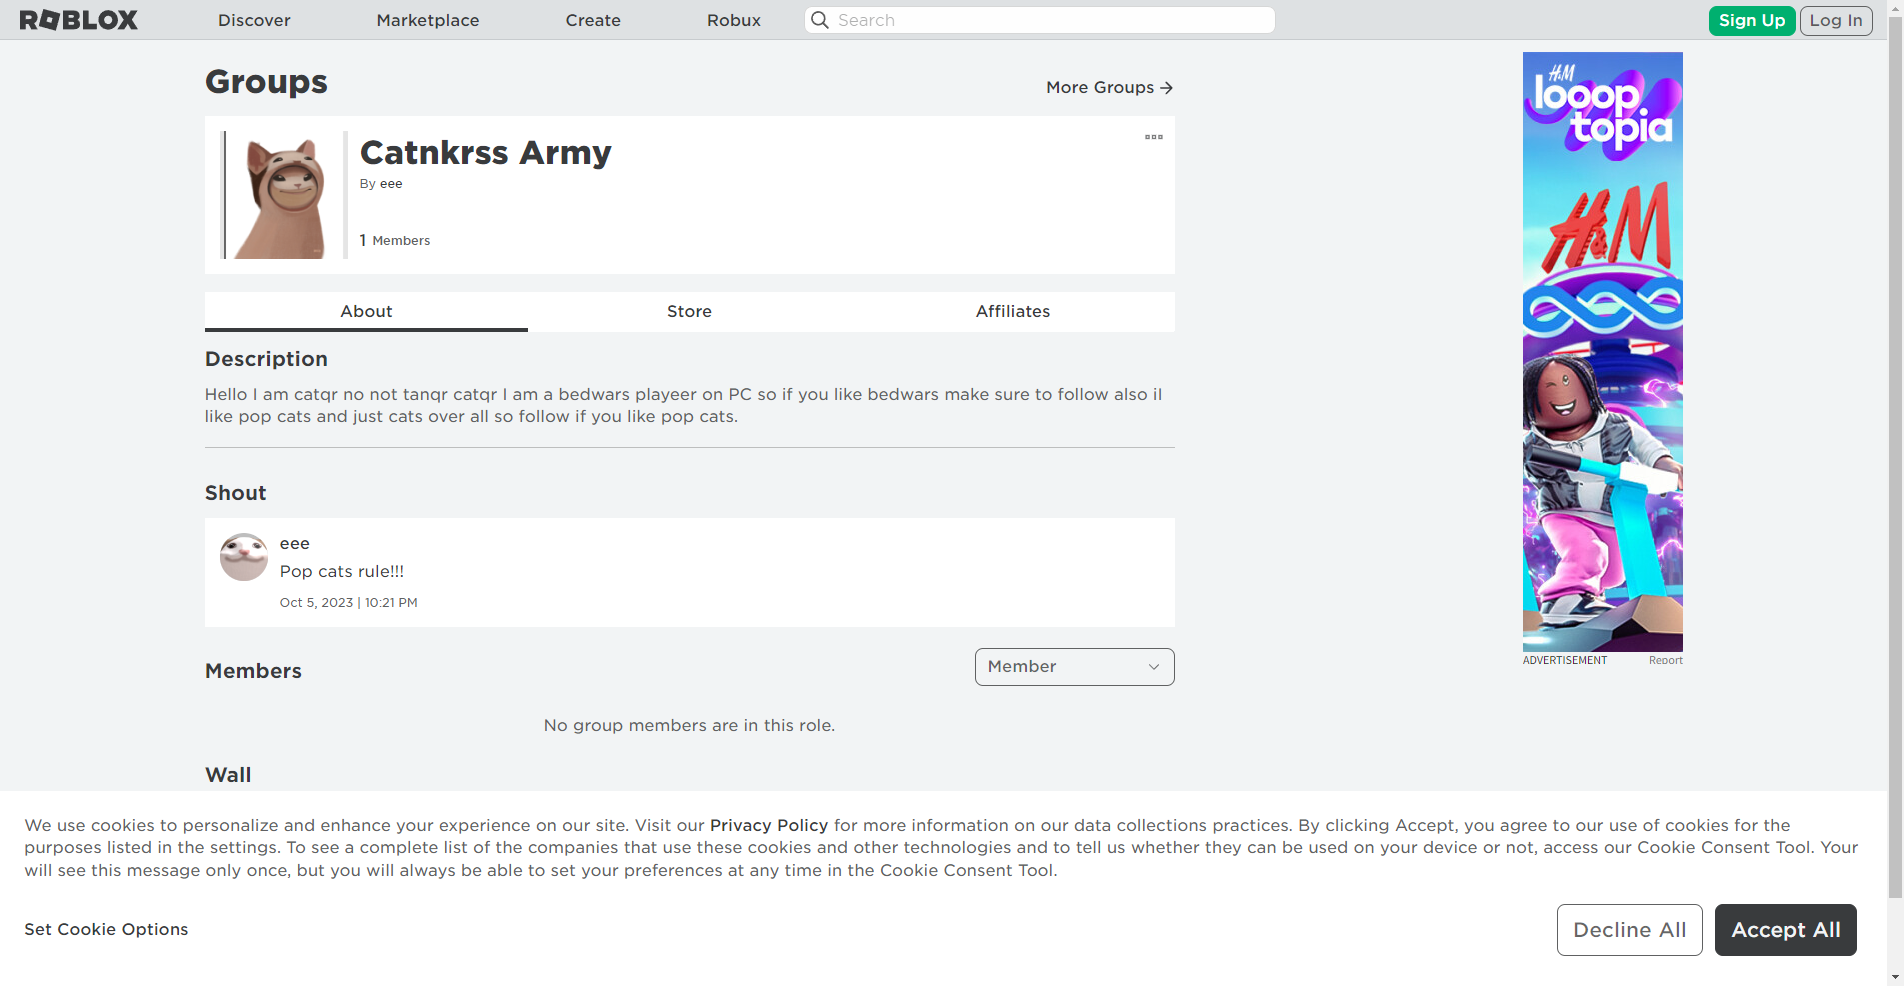 ROBLOX
Discover
Marketplace
Create
Robux
Search
Sign Up
Log In
Groups
More Groups
Catnkrss Army
By eee
1 Members
About
Store
Affiliates
Description
Hello I am catqr no not tanqr catqr I am a bedwars playeer on PC so if you like bedwars make sure to follow also iI
like pop cats and just cats over all so follow if you like pop cats.
Shout
eee
Pop cats rule!!!
Oct 5, 2023 | 10:21 PM
Members
Member
No group members are in this role.
Wall
H&M
looop
topia
H&M
ADVERTISEMENT
Report
We use cookies to personalize and enhance your experience on our site. Visit our Privacy Policy for more information on our data collections practices. By clicking Accept, you agree to our use of cookies for the
purposes listed in the settings. To see a complete list of the companies that use these cookies and other technologies and to tell us whether they can be used on your device or not, access our Cookie Consent Tool. Your
will see this message only once, but you will always be able to set your preferences at any time in the Cookie Consent Tool.
Set Cookie Options
Decline All
Accept All